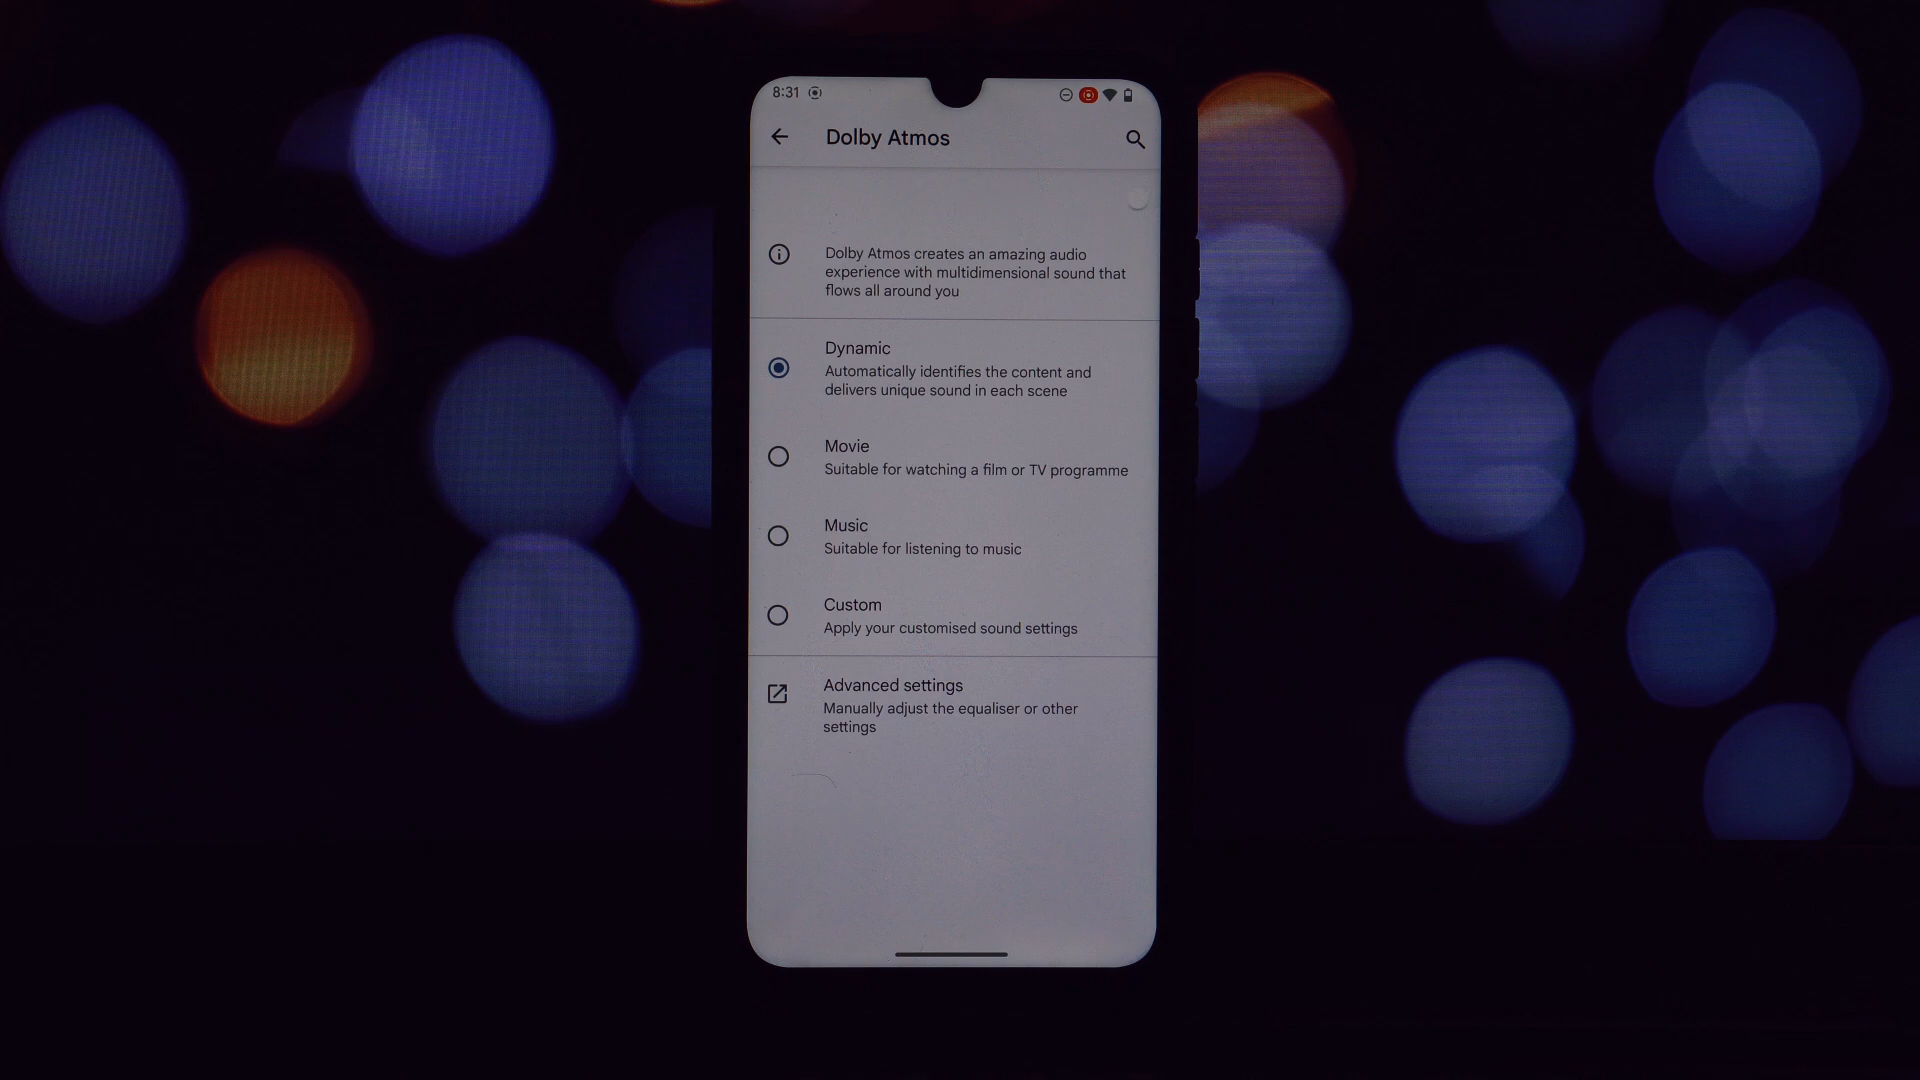 8:31
Dolby Atmos
Dolby Atmos creates an amazing audio
experience with multidimensional sound that
flows all around you
Dynamic
Automatically identifies the content and
delivers unique sound in each scene
Movie
Suitable for watching a film or TV programme
Music
Suitable for listening to music
Custom
Apply your customised sound settings
Advanced settings
Manually adjust the equaliser or other
settings